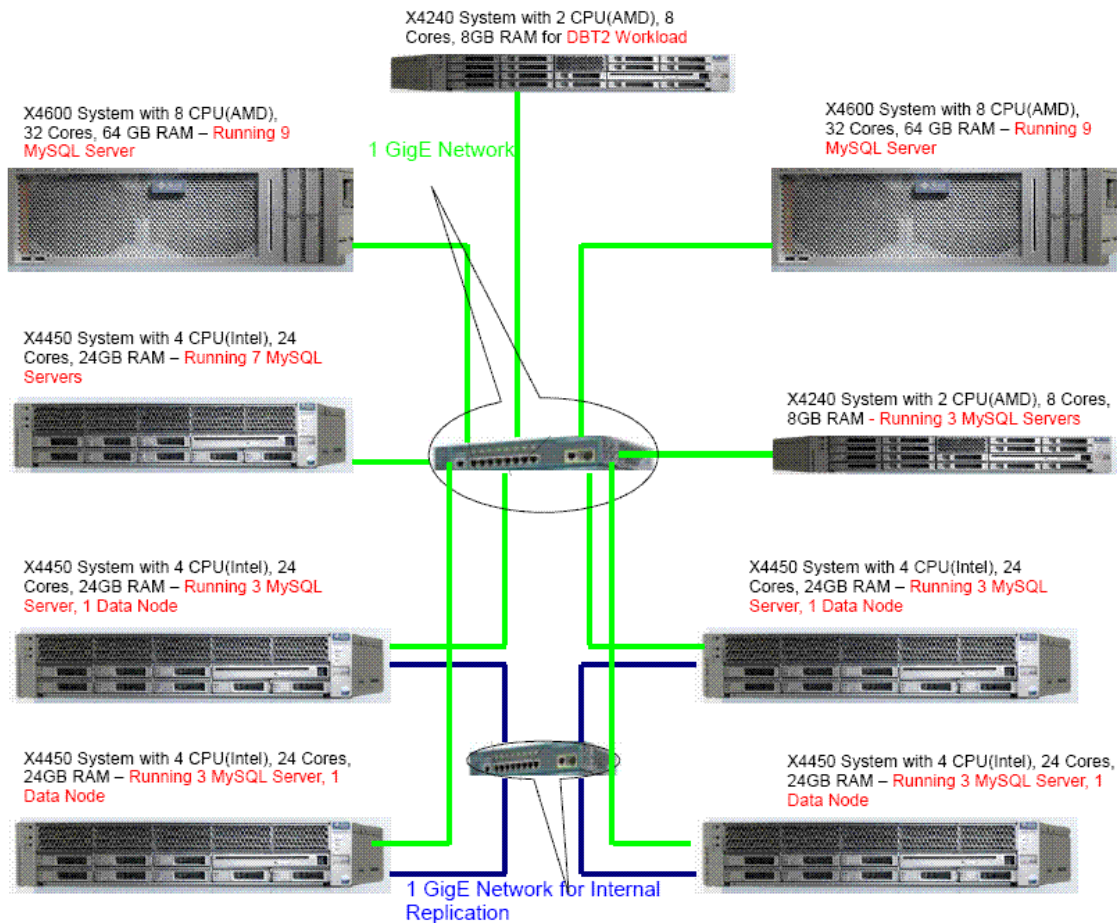 X4240 System with 2 CPU(AMD), 8
Cores, 8GB RAM for DBT2 Workload
X4600 System with 8 CPU(AMD),
32 Cores, 64 GB RAM – Running 9
MySQL Server
X4600 System with 8 CPU(AMD),
32 Cores, 64 GB RAM – Running 9
MySQL Server
1 GigE Network
X4450 System with 4 CPU(Intel), 24
Cores, 24GB RAM – Running 7 MySQL
Servers
X4240 System with 2 CPU(AMD), 8 Cores,
8GB RAM - Running 3 MySQL Servers
X4450 System with 4 CPU(Intel), 24
Cores, 24GB RAM – Running 3 MySQL
Server, 1 Data Node
X4450 System with 4 CPU(Intel), 24
Cores, 24GB RAM – Running 3 MySQL
Server, 1 Data Node
X4450 System with 4 CPU(Intel), 24 Cores,
24GB RAM – Running 3 MySQL Server, 1
Data Node
X4450 System with 4 CPU(Intel), 24 Cores,
24GB RAM – Running 3 MySQL Server, 1
Data Node
1 GigE Network for Internal
Replication